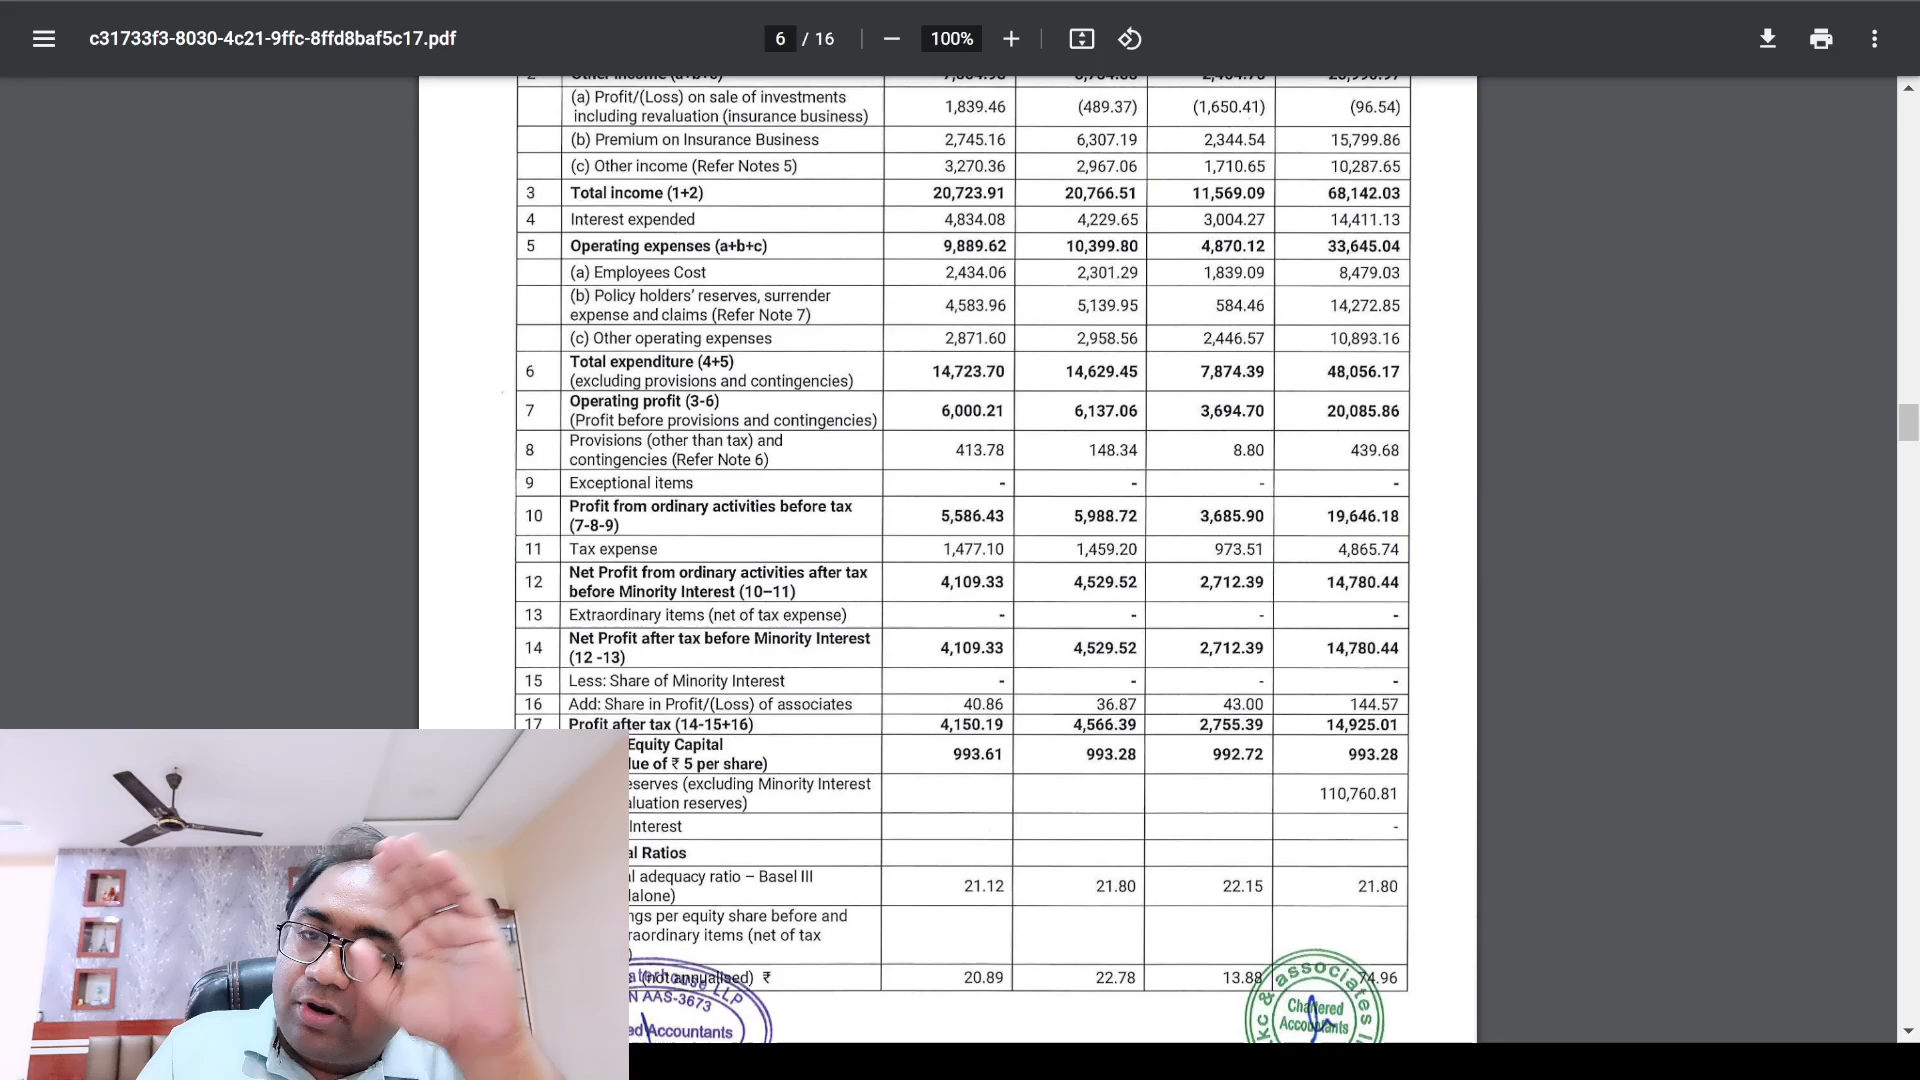 c31733f3-8030-4c21-9ffc-8ffd8baf5c17.pdf 6 / 16 100%
(a) Profit/(Loss) on sale of investments including revaluation (insurance business) 1,839.46 (489.37) (1,650.41) (96.54)
(b) Premium on Insurance Business 2,745.16 6,307.19 2,344.54 15,799.86
(c) Other income (Refer Notes 5) 3,270.36 2,967.06 1,710.65 10,287.65
3 Total income (1+2) 20,723.91 20,766.51 11,569.09 68,142.03
4 Interest expended 4,834.08 4,229.65 3,004.27 14,411.13
5 Operating expenses (a+b+c) 9,889.62 10,399.80 4,870.12 33,645.04
(a) Employees Cost 2,434.06 2,301.29 1,839.09 8,479.03
(b) Policy holders' reserves, surrender expense and claims (Refer Note 7) 4,583.96 5,139.95 584.46 14,272.85
(c) Other operating expenses 2,871.60 2,958.56 2,446.57 10,893.16
6 Total expenditure (4+5) (excluding provisions and contingencies) 14,723.70 14,629.45 7,874.39 48,056.17
7 Operating profit (3-6) (Profit before provisions and contingencies) 6,000.21 6,137.06 3,694.70 20,085.86
8 Provisions (other than tax) and contingencies (Refer Note 6) 413.78 148.34 8.80 439.68
9 Exceptional items - - - -
10 Profit from ordinary activities before tax (7-8-9) 5,586.43 5,988.72 3,685.90 19,646.18
11 Tax expense 1,477.10 1,459.20 973.51 4,865.74
12 Net Profit from ordinary activities after tax before Minority Interest (10–11) 4,109.33 4,529.52 2,712.39 14,780.44
13 Extraordinary items (net of tax expense) - - - -
14 Net Profit after tax before Minority Interest (12 -13) 4,109.33 4,529.52 2,712.39 14,780.44
15 Less: Share of Minority Interest - - - -
16 Add: Share in Profit/(Loss) of associates 40.86 36.87 43.00 144.57
17 Profit after tax (14-15+16) 4,150.19 4,566.39 2,755.39 14,925.01
Equity Capital
lue of ₹ 5 per share) 993.61 993.28 992.72 993.28
eserves (excluding Minority Interest
aluation reserves) 110,760.81
Interest -
al Ratios
al adequacy ratio – Basel III
lalone) 21.12 21.80 22.15 21.80
ngs per equity share before and
raordinary items (net of tax
)
(not annualised) ₹ 20.89 22.78 13.88 74.96
LLP
N AAS-3673
ed Accountants
kc & associates
Chartered
Accountants